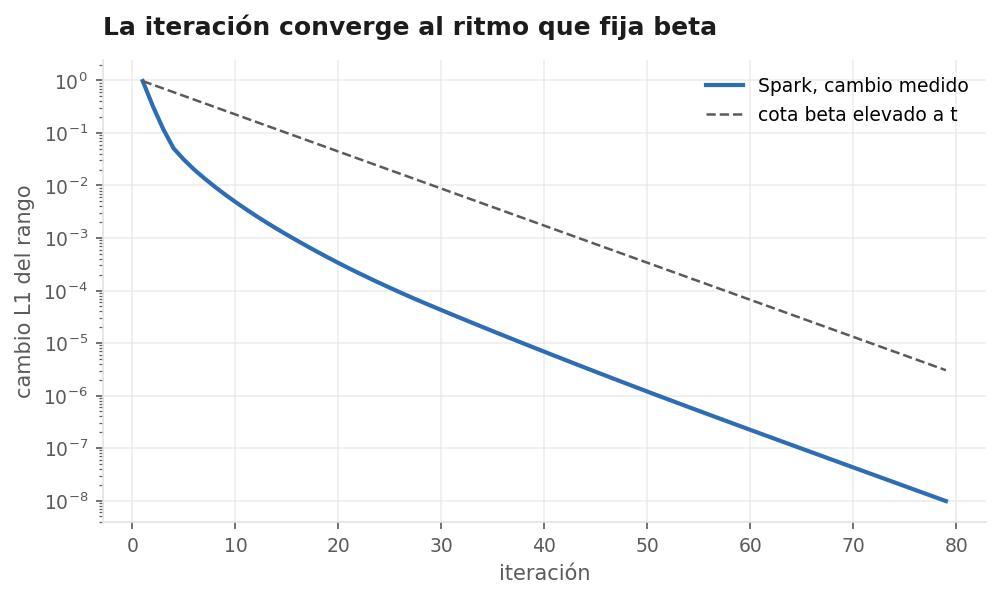 La iteración converge al ritmo que fija beta
Spark, cambio medido
cota beta elevado a t
cambio L1 del rango
10⁰
10⁻¹
10⁻²
10⁻³
10⁻⁴
10⁻⁵
10⁻⁶
10⁻⁷
10⁻⁸
0 10 20 30 40 50 60 70 80
iteración